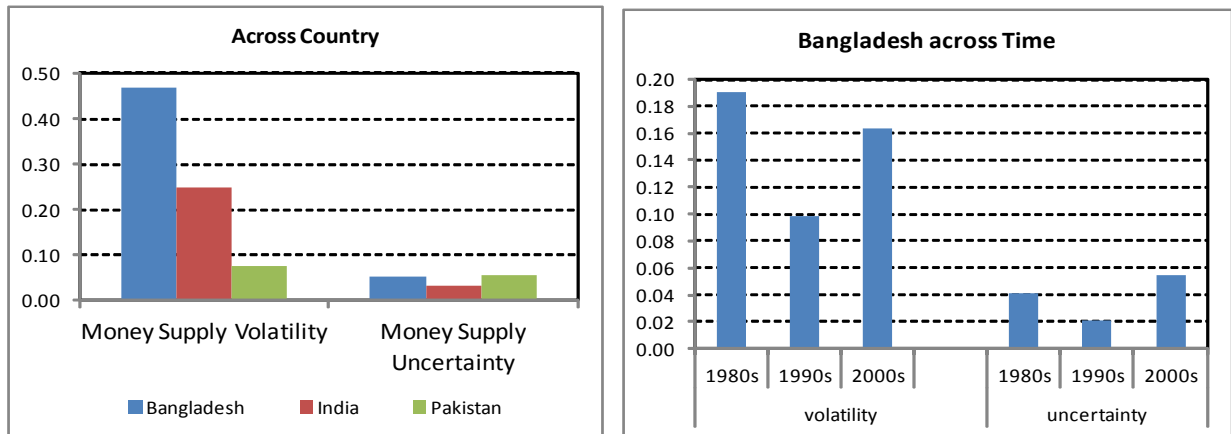 Across Country
0.50
0.40
0.30
0.20
0.10
0.00
Money Supply Volatility
Money Supply
Uncertainty
Bangladesh India Pakistan
Bangladesh across Time
0.20
0.18
0.16
0.14
0.12
0.10
0.08
0.06
0.04
0.02
0.00
1980s 1990s 2000s 1980s 1990s 2000s
volatility uncertainty